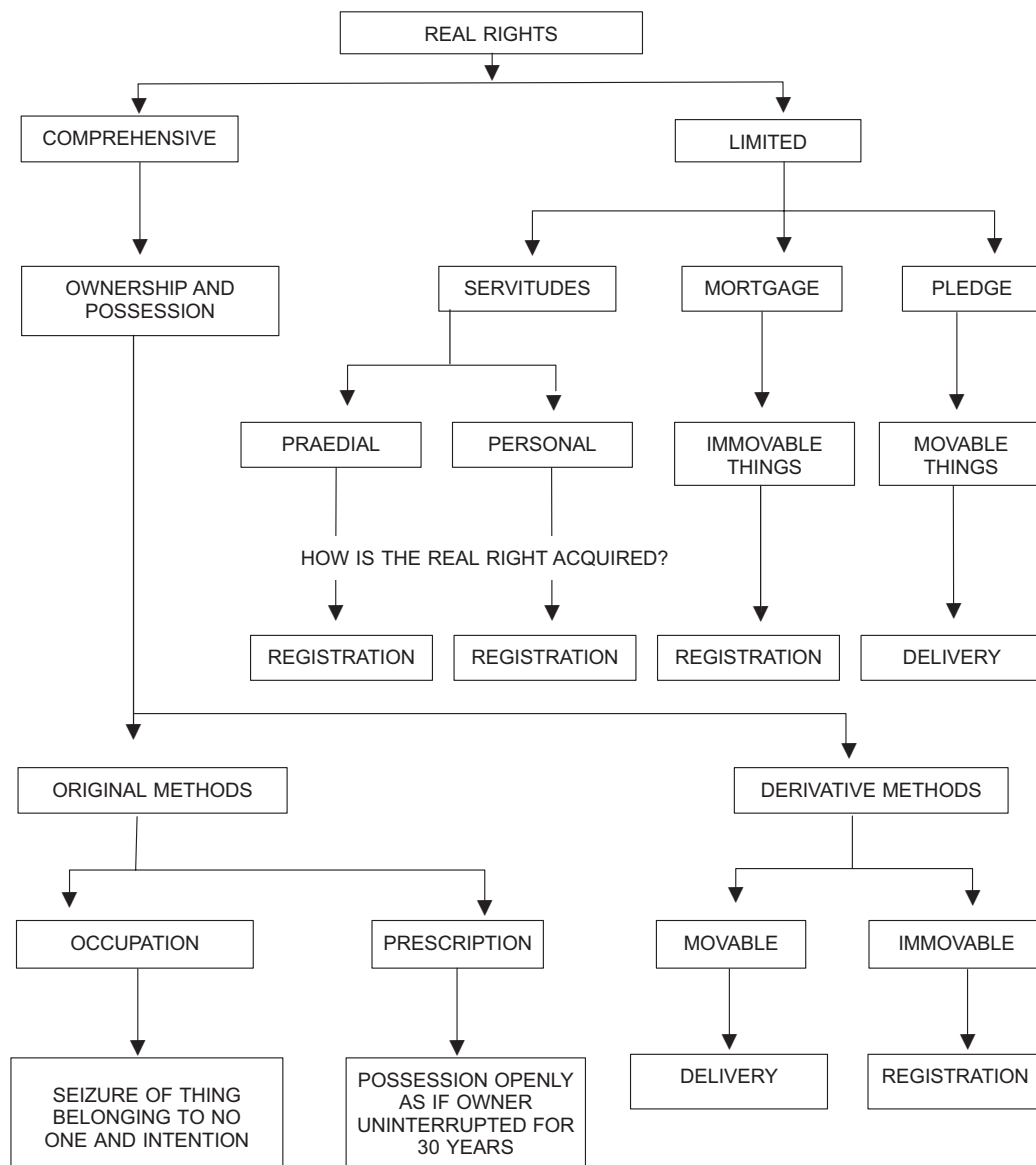 REAL RIGHTS
COMPREHENSIVE
LIMITED
OWNERSHIP AND
POSSESSION
SERVITUDES
MORTGAGE
PLEDGE
PRAEDIAL
PERSONAL
IMMOVABLE
THINGS
MOVABLE
THINGS
HOW IS THE REAL RIGHT ACQUIRED?
REGISTRATION
REGISTRATION
REGISTRATION
DELIVERY
ORIGINAL METHODS
DERIVATIVE METHODS
OCCUPATION
PRESCRIPTION
MOVABLE
IMMOVABLE
SEIZURE OF THING
BELONGING TO NO
ONE AND INTENTION
POSSESSION OPENLY
AS IF OWNER
UNINTERRUPTED FOR
30 YEARS
DELIVERY
REGISTRATION